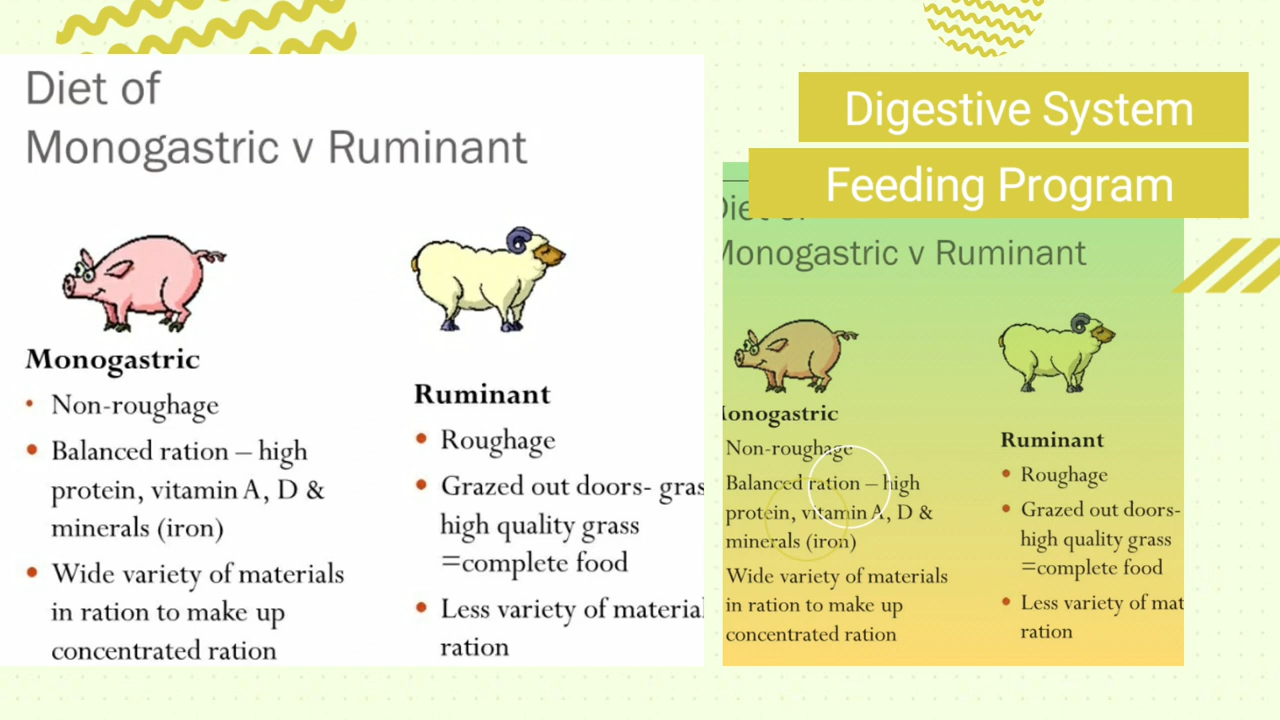 Diet of
Monogastric v Ruminant
Monogastric
• Non-roughage
• Balanced ration – high
protein, vitamin A, D &
minerals (iron)
• Wide variety of materials
in ration to make up
concentrated ration
Ruminant
• Roughage
• Grazed out doors- gras
high quality grass
=complete food
• Less variety of material
ration
Digestive System
Feeding Program
Diet of
Monogastric v Ruminant
Monogastric
Non-roughage
Balanced ration – high
protein, vitamin A, D &
minerals (iron)
Wide variety of materials
in ration to make up
concentrated ration
Ruminant
• Roughage
• Grazed out doors-
high quality grass
=complete food
• Less variety of mat
ration